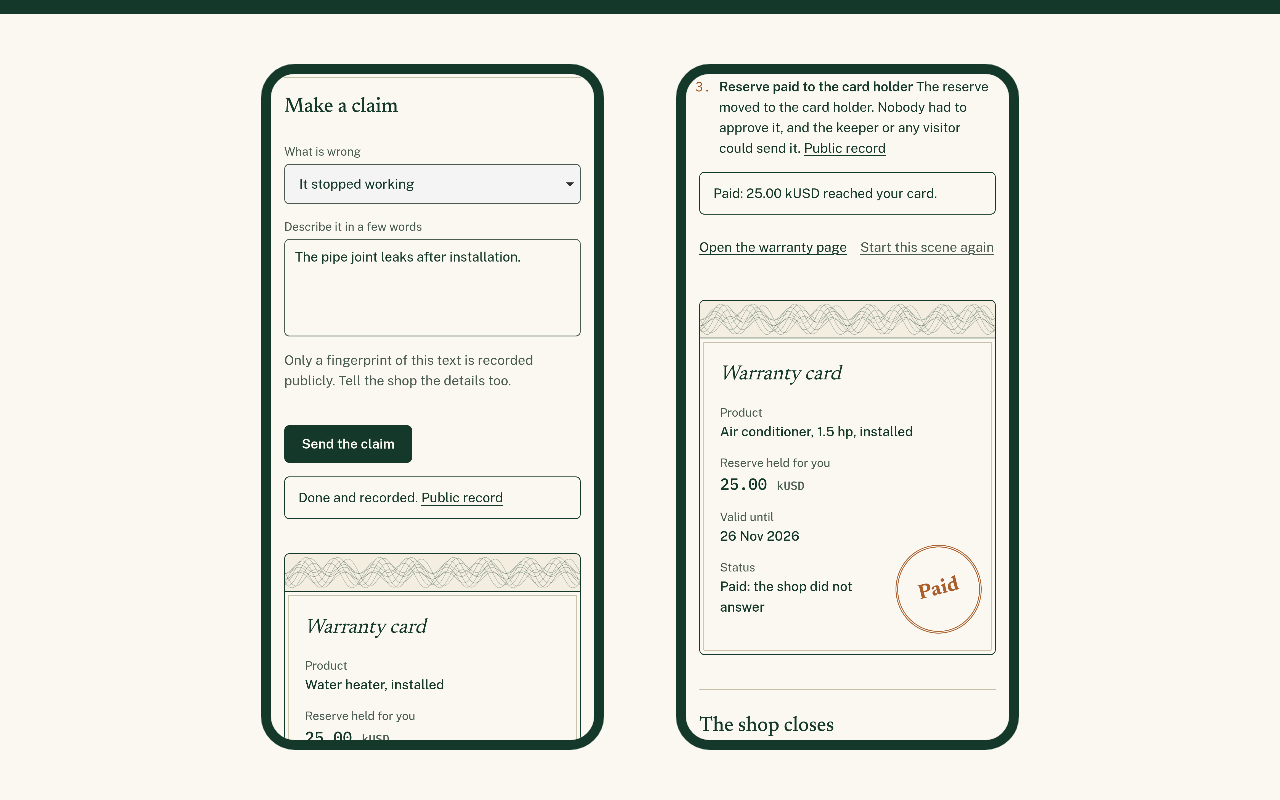 Make a claim
What is wrong
It stopped working
Describe it in a few words
The pipe joint leaks after installation.
Only a fingerprint of this text is recorded
publicly. Tell the shop the details too.
Send the claim
Done and recorded. Public record
Warranty card
Product
Water heater, installed
Reserve held for you
25.00 kUSD
3. Reserve paid to the card holder The reserve
moved to the card holder. Nobody had to
approve it, and the keeper or any visitor
could send it. Public record
Paid: 25.00 kUSD reached your card.
Open the warranty page Start this scene again
Warranty card
Product
Air conditioner, 1.5 hp, installed
Reserve held for you
25.00 kUSD
Valid until
26 Nov 2026
Status
Paid: the shop did not
answer
Paid
The shop closes